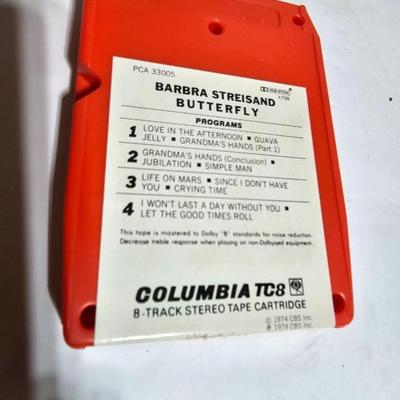 PCA 33005
BARBRA STREISAND
BUTTERFLY
PROGRAMS
1 LOVE IN THE AFTERNOON ■ GUAVA
JELLY ■ GRANDMA'S HANDS (Part 1)
2 GRANDMA'S HANDS (Conclusion) ■
JUBILATION ■ SIMPLE MAN
3 LIFE ON MARS ■ SINCE I DON'T HAVE
YOU ■ CRYING TIME
4 I WON'T LAST A DAY WITHOUT YOU ■
LET THE GOOD TIMES ROLL
This tape is mastered to Dolby "B" standards for noise reduction.
Decrease treble response when playing on non-Dolbyised equipment.
COLUMBIA TC8
8-TRACK STEREO TAPE CARTRIDGE
© 1974 CBS Inc.
℗ 1974 CBS Inc.